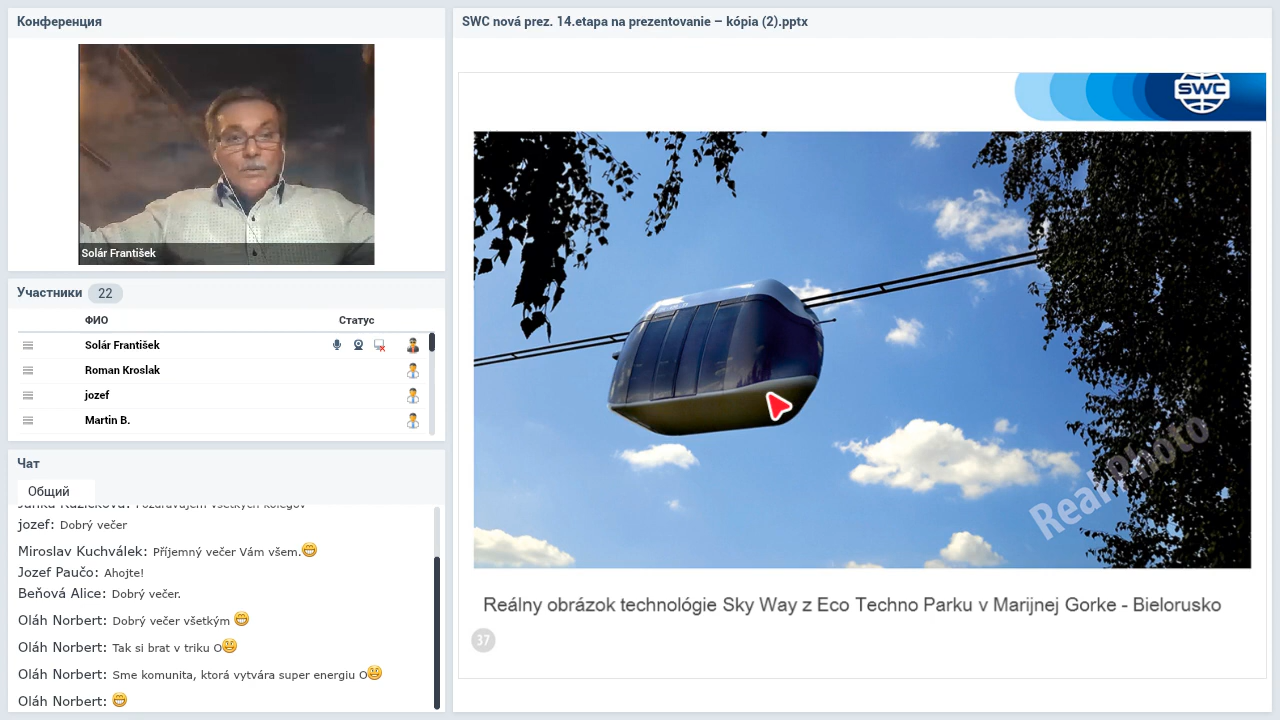 Конференция
Solár František
Участники 22
ФИО Статус
Solár František
Roman Kroslak
jozef
Martin B.
Чат
Общий
jozef: Dobrý večer
Miroslav Kuchválek: Příjemný večer Vám všem.
Jozef Paučo: Ahojte!
Beňová Alice: Dobrý večer.
Oláh Norbert: Dobrý večer všetkým
Oláh Norbert: Tak si brat v triku O
Oláh Norbert: Sme komunita, ktorá vytvára super energiu O
Oláh Norbert:
SWC nová prez. 14.etapa na prezentovanie – kópia (2).pptx
SWC
Real Photo
Reálny obrázok technológie Sky Way z Eco Techno Parku v Marijnej Gorke - Bielorusko
37